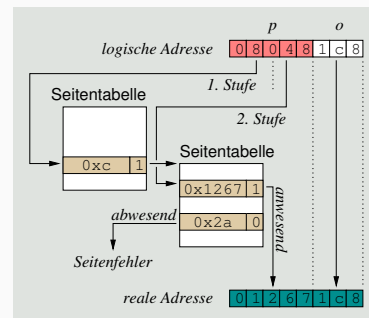 p o
logische Adresse 0 8 0 4 8 1 c 8
1. Stufe
Seitentabelle
2. Stufe
Seitentabelle
0xc 1
0x1267 1
abwesend
0x2a 0
anwesend
Seitenfehler
reale Adresse 0 1 2 6 7 1 c 8